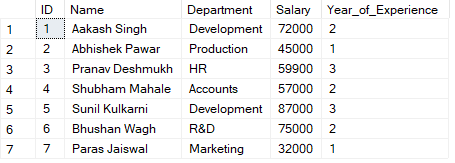 ID Name Department Salary Year_of_Experience
1 1 Aakash Singh Development 72000 2
2 2 Abhishek Pawar Production 45000 1
3 3 Pranav Deshmukh HR 59900 3
4 4 Shubham Mahale Accounts 57000 2
5 5 Sunil Kulkarni Development 87000 3
6 6 Bhushan Wagh R&D 75000 2
7 7 Paras Jaiswal Marketing 32000 1